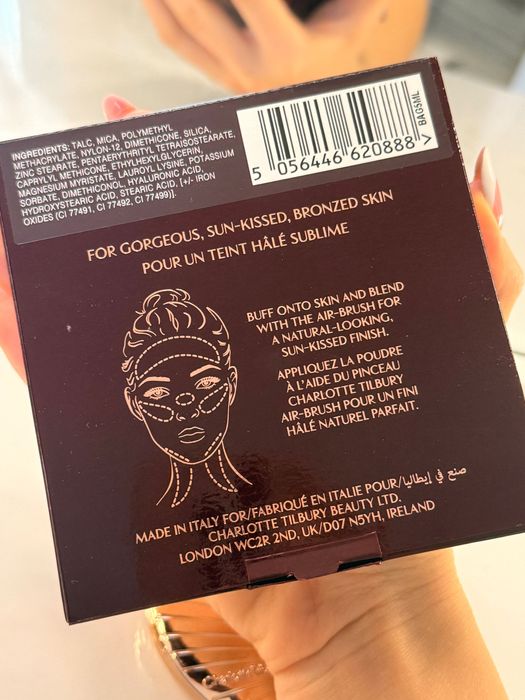 INGREDIENTS: TALC, MICA, POLYMETHYL
METHACRYLATE, NYLON-12, DIMETHICONE, SILICA,
ZINC STEARATE, PENTAERYTHRITYL TETRAISOSTEARATE,
CAPRYLYL METHICONE, ETHYLHEXYLGLYCERIN,
MAGNESIUM MYRISTATE, LAUROYL LYSINE, POTASSIUM
SORBATE, DIMETHICONOL, HYALURONIC ACID,
HYDROXYSTEARIC ACID, STEARIC ACID, [+/- IRON
OXIDES (CI 77491, CI 77492, CI 77499)].
5 056446 620888 >
BAG5ML
FOR GORGEOUS, SUN-KISSED, BRONZED SKIN
POUR UN TEINT HÂLÉ SUBLIME
BUFF ONTO SKIN AND BLEND
WITH THE AIR-BRUSH FOR
A NATURAL-LOOKING,
SUN-KISSED FINISH.
APPLIQUEZ LA POUDRE
À L'AIDE DU PINCEAU
CHARLOTTE TILBURY
AIR-BRUSH POUR UN FINI
HÂLÉ NATUREL PARFAIT.
MADE IN ITALY FOR/FABRIQUÉ EN ITALIE POUR/صنع في إيطاليا
CHARLOTTE TILBURY BEAUTY LTD.
LONDON WC2R 2ND, UK/D07 N5YH, IRELAND